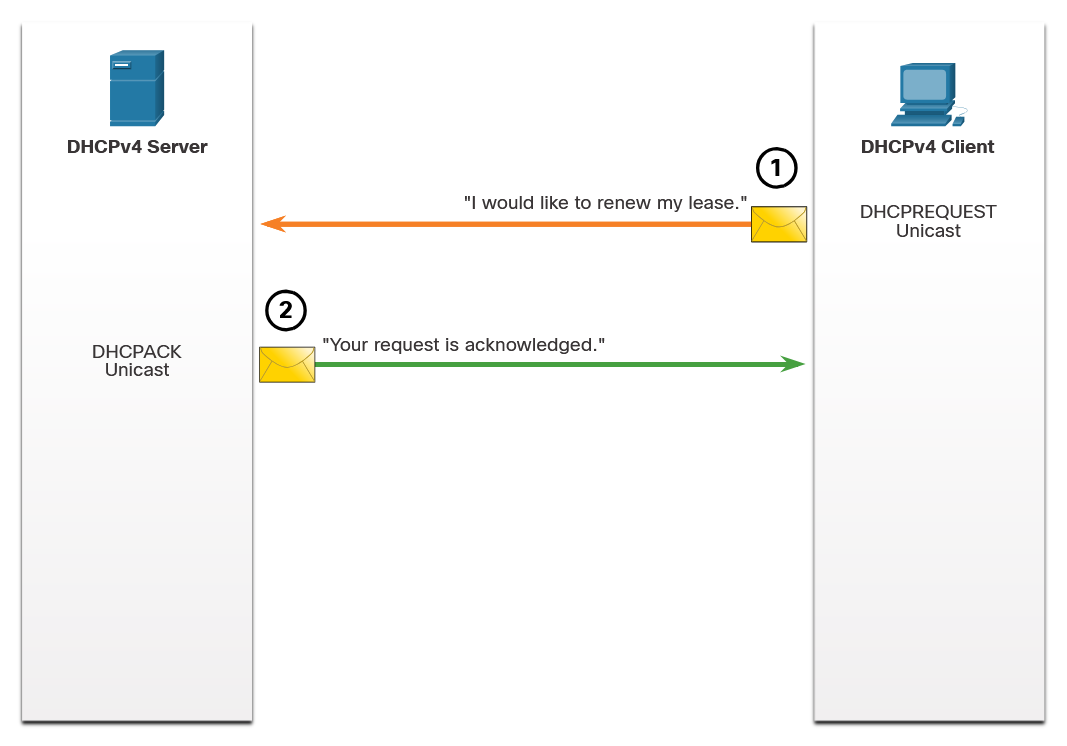 DHCPv4 Server
DHCPv4 Client
1
"I would like to renew my lease."
DHCPREQUEST
Unicast
2
"Your request is acknowledged."
DHCPACK
Unicast